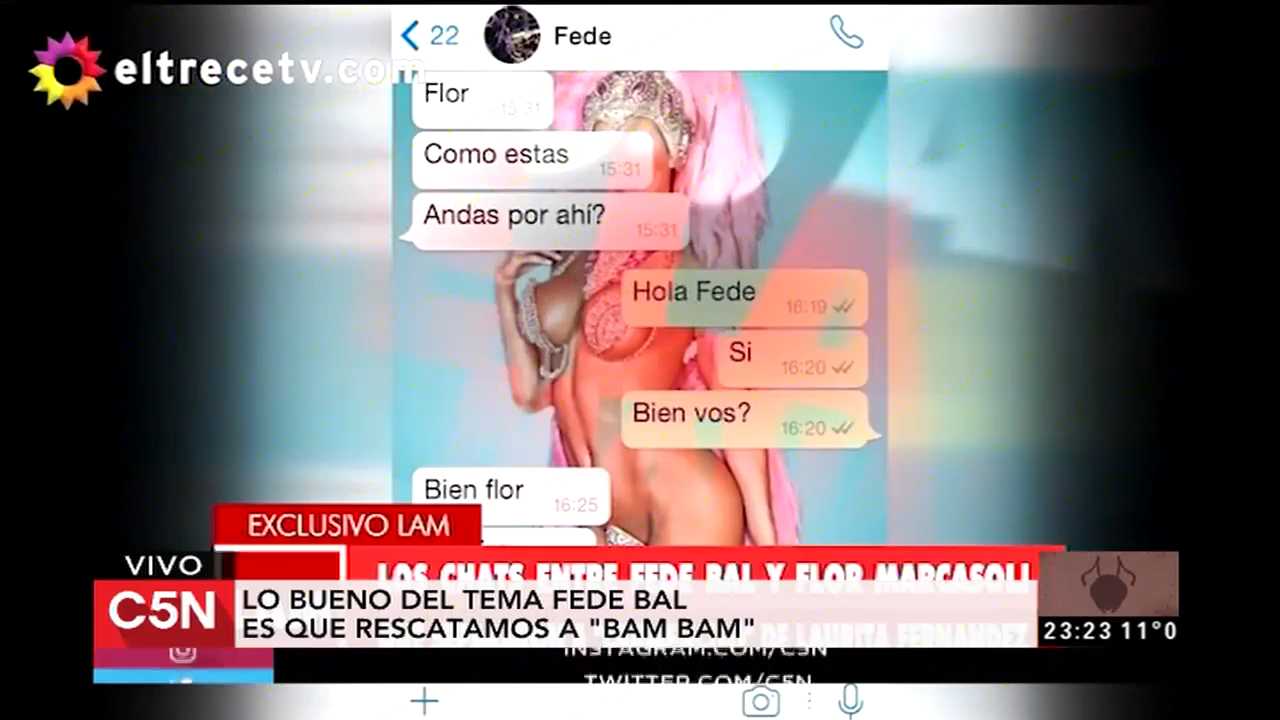 22
Fede
eltrecetv.com
Flor
15:31
Como estas
15:31
Andas por ahí?
15:31
Hola Fede
16:19
Si
16:20
Bien vos?
16:20
Bien flor
16:25
EXCLUSIVO LAM
VIVO
LOS CHATS ENTRE FEDE BAL Y FLOR MARCASOLI
C5N
LO BUENO DEL TEMA FEDE BAL
ES QUE RESCATAMOS A "BAM BAM"
DE LAURITA FERNANDEZ
23:23 11°0
INSTAGRAM.COM/C5N
TWITTER.COM/C5N